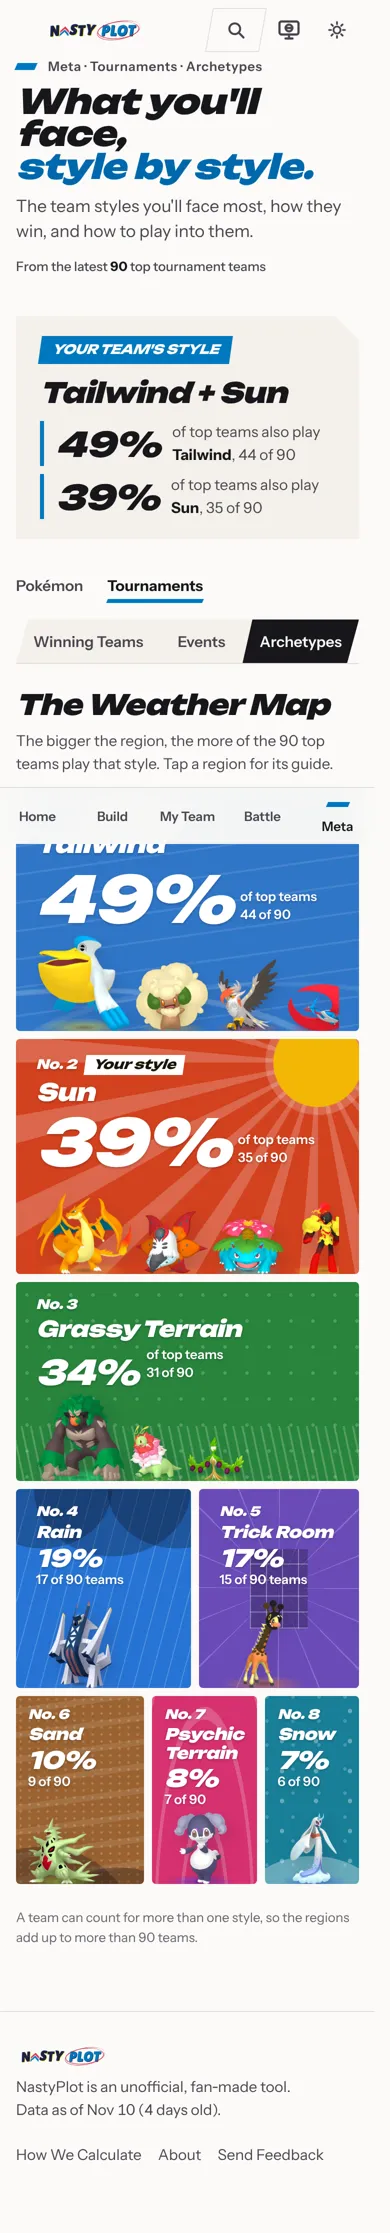 NASTY PLOT
Meta · Tournaments · Archetypes
What you'll
face,
style by style.
The team styles you'll face most, how they
win, and how to play into them.
From the latest 90 top tournament teams
YOUR TEAM'S STYLE
Tailwind + Sun
49%
of top teams also play
Tailwind, 44 of 90
39%
of top teams also play
Sun, 35 of 90
Pokémon Tournaments
Winning Teams Events Archetypes
The Weather Map
The bigger the region, the more of the 90 top
teams play that style. Tap a region for its guide.
Home Build My Team Battle Meta
Tailwind
49%
of top teams
44 of 90
No. 2 Your style
Sun
39%
of top teams
35 of 90
No. 3
Grassy Terrain
34%
of top teams
31 of 90
No. 4
Rain
19%
17 of 90 teams
No. 5
Trick Room
17%
15 of 90 teams
No. 6
Sand
10%
9 of 90
No. 7
Psychic
Terrain
8%
7 of 90
No. 8
Snow
7%
6 of 90
A team can count for more than one style, so the regions
add up to more than 90 teams.
NASTY PLOT
NastyPlot is an unofficial, fan-made tool.
Data as of Nov 10 (4 days old).
How We Calculate About Send Feedback